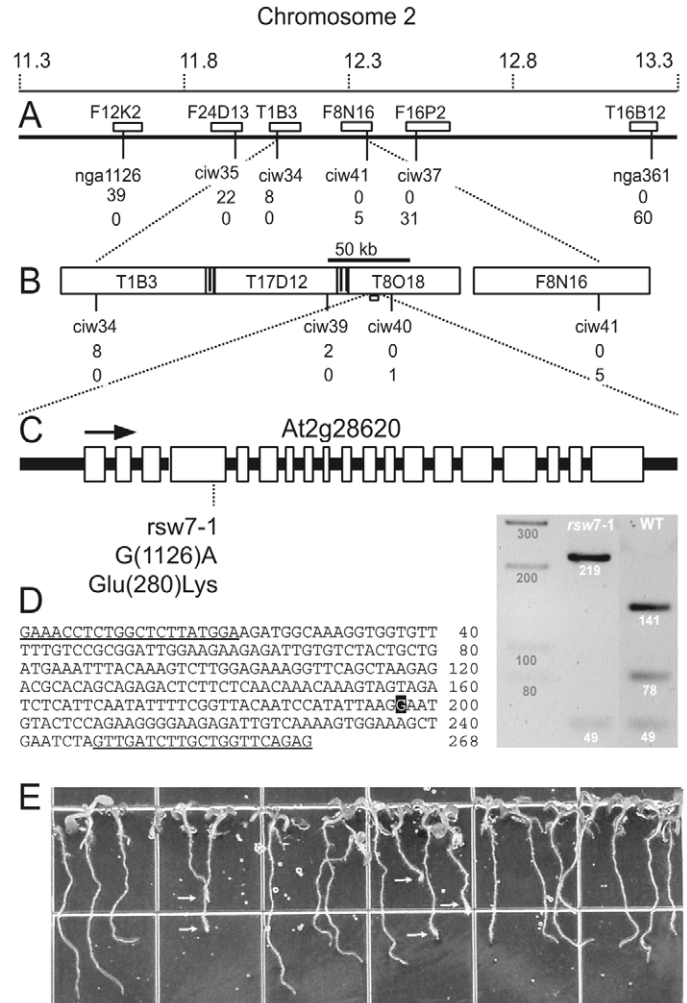 Chromosome 2
11.3 11.8 12.3 12.8 13.3
A
F12K2 F24D13 T1B3 F8N16 F16P2 T16B12
nga1126 ciw35 ciw34 ciw41 ciw37 nga361
39 22 8 0 0 0
0 0 0 5 31 60
50 kb
B
T1B3 T17D12 T8O18 F8N16
ciw34 ciw39 ciw40 ciw41
8 2 0 0
0 0 1 5
C
At2g28620
rsw7-1
G(1126)A
Glu(280)Lys
300 rsw7-1 WT
200 219
141
100
80 78
49 49
D
GAAACCTCTGGCTCTTATGGAAGATGGCAAAGGTGGTGTT 40
TTTGTCCGCGGATTGGAAGAAGAGATTGTGTCTACTGCTG 80
ATGAAATTTACAAAGTCTTGGAGAAAGGTTCAGCTAAGAG 120
ACGCACAGCAGAGACTCTTCTCAACAAACAAAGTAGTAGA 160
TCTCATTCAATATTTTCGGTTACAATCCATATTAAGGAAT 200
GTACTCCAGAAGGGGAAGAGATTGTCAAAAGTGGAAAGCT 240
GAATCTAGTTGATCTTGCTGGTTCAGAG 268
E